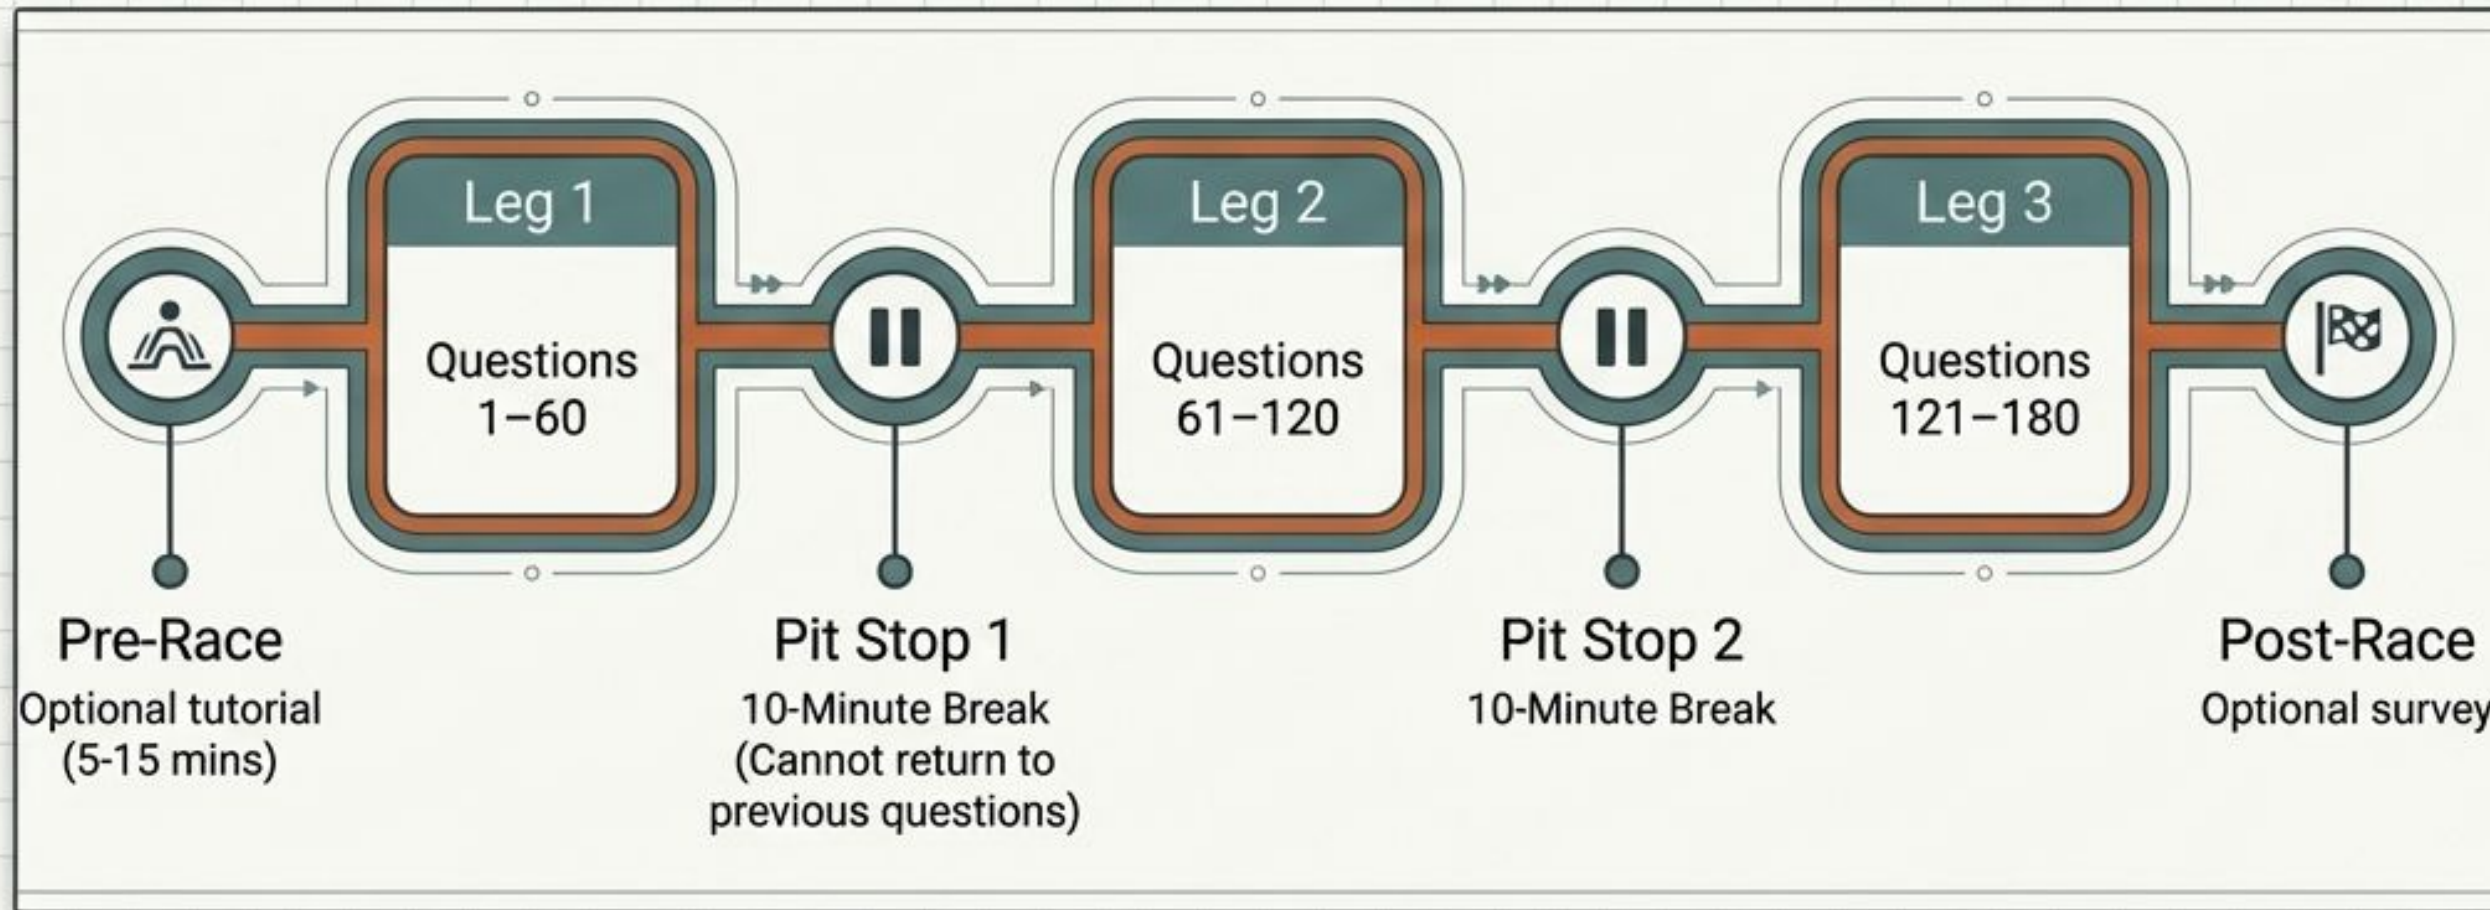 Leg 1
Questions
1–60
Leg 2
Questions
61–120
Leg 3
Questions
121–180
Pre-Race
Optional tutorial
(5-15 mins)
Pit Stop 1
10-Minute Break
(Cannot return to
previous questions)
Pit Stop 2
10-Minute Break
Post-Race
Optional survey